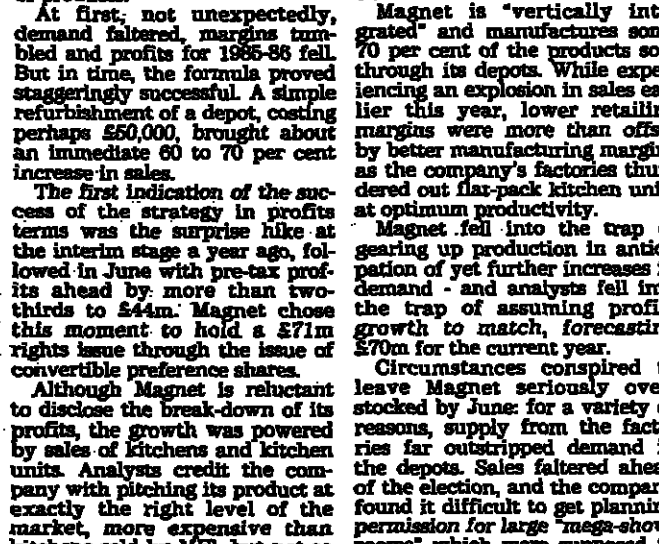 At first, not unexpectedly,
demand faltered, margins tum-
bled and profits for 1985-86 fell.
But in time, the formula proved
staggeringly successful. A simple
refurbishment of a depot, costing
perhaps £50,000, brought about
an immediate 60 to 70 per cent
increase in sales.
The first indication of the suc-
cess of the strategy in profits
terms was the surprise hike at
the interim stage a year ago, fol-
lowed in June with pre-tax prof-
its ahead by more than two-
thirds to £44m. Magnet chose
this moment to hold a £71m
rights issue through the issue of
convertible preference shares.
Although Magnet is reluctant
to disclose the break-down of its
profits, the growth was powered
by sales of kitchens and kitchen
units. Analysts credit the com-
pany with pitching its product at
exactly the right level of the
market, more expensive than
Magnet is "vertically int
grated" and manufactures som
70 per cent of the products so
through its depots. While expe
iencing an explosion in sales ea
lier this year, lower retailin
margins were more than offs
by better manufacturing margin
as the company's factories thu
dered out flat-pack kitchen uni
at optimum productivity.
Magnet fell into the trap
gearing up production in antic
pation of yet further increases
demand - and analysts fell in
the trap of assuming profi
growth to match, forecastin
£70m for the current year.
Circumstances conspired
leave Magnet seriously ove
stocked by June: for a variety
reasons, supply from the fact
ries far outstripped demand
the depots. Sales faltered ahea
of the election, and the compan
found it difficult to get plannin
permission for large "mega-show